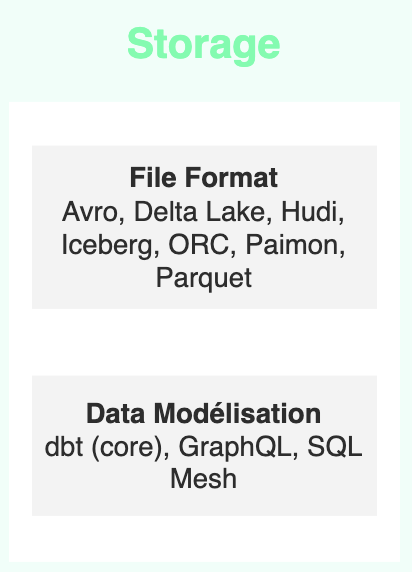 Storage
File Format
Avro, Delta Lake, Hudi,
Iceberg, ORC, Paimon,
Parquet
Data Modélisation
dbt (core), GraphQL, SQL
Mesh